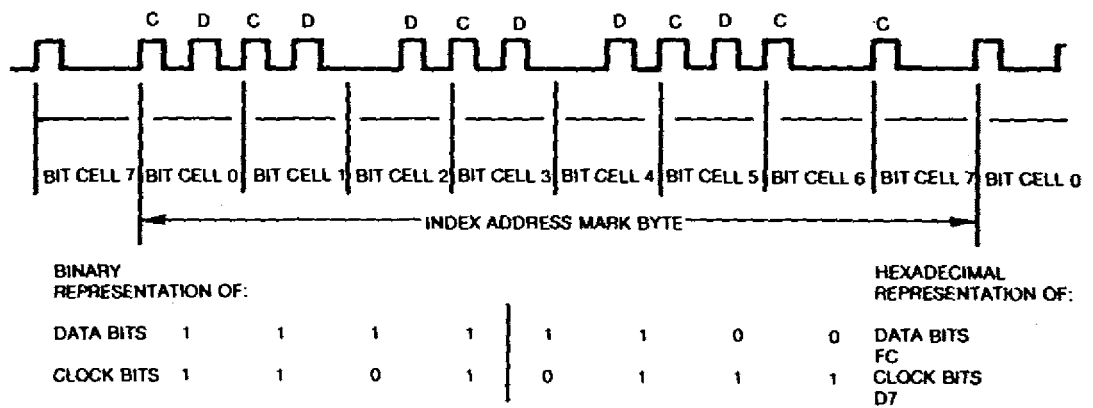 C D C D D C D D C D C C
BIT CELL 7 BIT CELL 0 BIT CELL 1 BIT CELL 2 BIT CELL 3 BIT CELL 4 BIT CELL 5 BIT CELL 6 BIT CELL 7 BIT CELL 0
INDEX ADDRESS MARK BYTE
BINARY
REPRESENTATION OF:
HEXADECIMAL
REPRESENTATION OF:
DATA BITS 1 1 1 1 1 1 0 0 DATA BITS
FC
CLOCK BITS 1 1 0 1 0 1 1 1 CLOCK BITS
D7